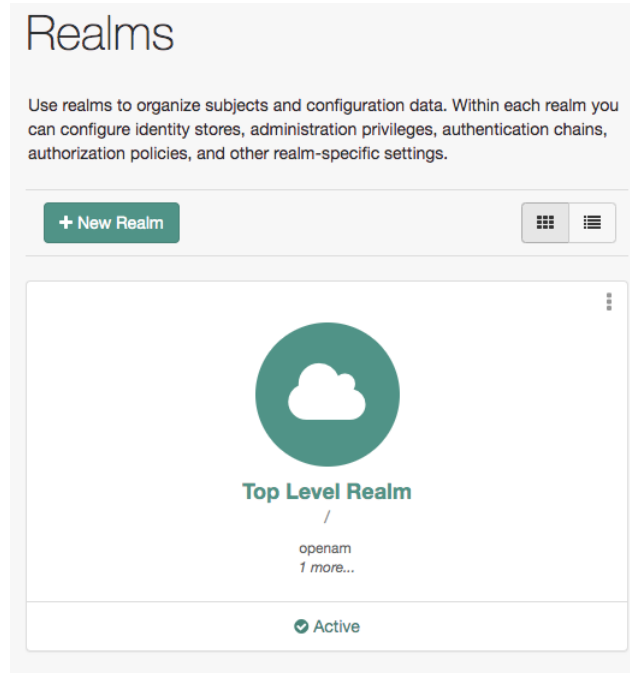 Realms
Use realms to organize subjects and configuration data. Within each realm you
can configure identity stores, administration privileges, authentication chains,
authorization policies, and other realm-specific settings.
+ New Realm
Top Level Realm
/
openam
1 more...
Active